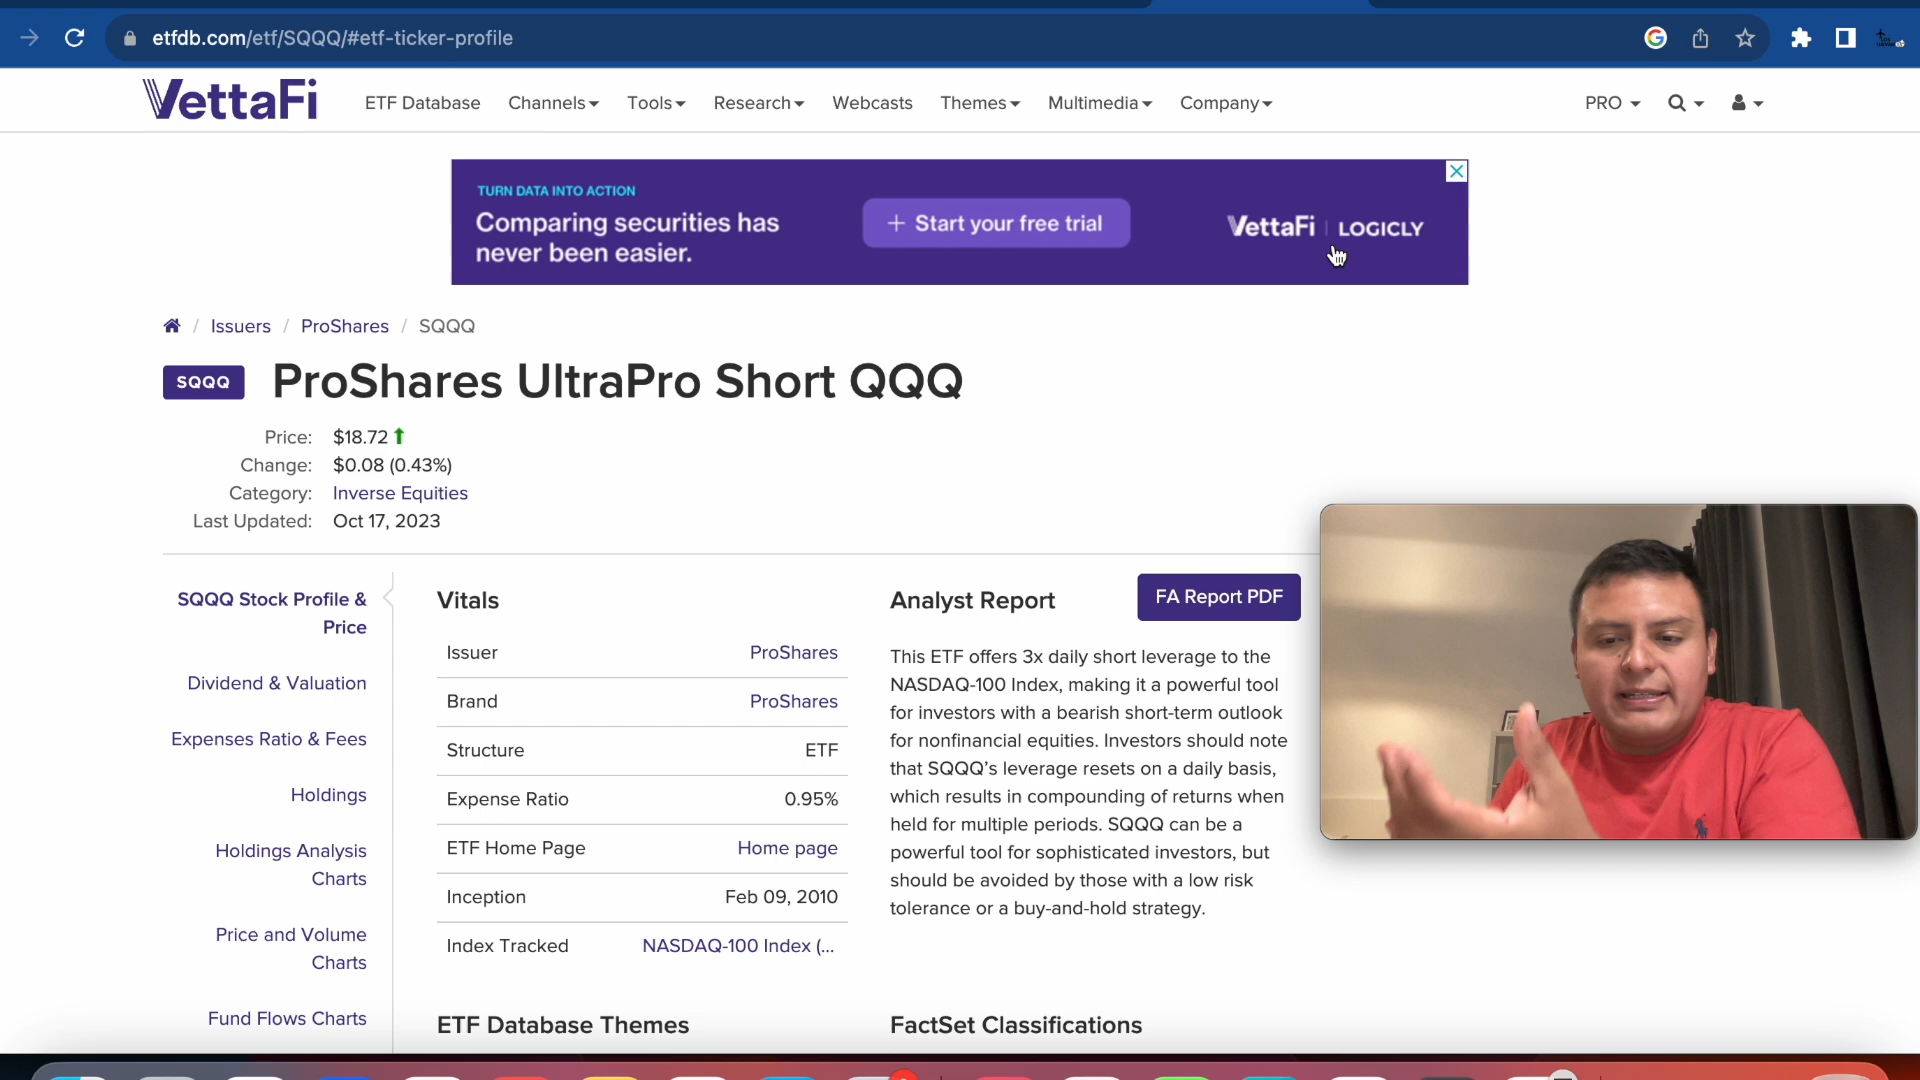 etfdb.com/etf/SQQQ/#etf-ticker-profile
VettaFi
ETF Database Channels Tools Research Webcasts Themes Multimedia Company PRO
TURN DATA INTO ACTION
Comparing securities has
never been easier.
+ Start your free trial
VettaFi | LOGICLY
/ Issuers / ProShares / SQQQ
SQQQ ProShares UltraPro Short QQQ
Price: $18.72
Change: $0.08 (0.43%)
Category: Inverse Equities
Last Updated: Oct 17, 2023
SQQQ Stock Profile &
Price
Dividend & Valuation
Expenses Ratio & Fees
Holdings
Holdings Analysis
Charts
Price and Volume
Charts
Fund Flows Charts
Vitals
Issuer ProShares
Brand ProShares
Structure ETF
Expense Ratio 0.95%
ETF Home Page Home page
Inception Feb 09, 2010
Index Tracked NASDAQ-100 Index (...
ETF Database Themes
Analyst Report
FA Report PDF
This ETF offers 3x daily short leverage to the
NASDAQ-100 Index, making it a powerful tool
for investors with a bearish short-term outlook
for nonfinancial equities. Investors should note
that SQQQ's leverage resets on a daily basis,
which results in compounding of returns when
held for multiple periods. SQQQ can be a
powerful tool for sophisticated investors, but
should be avoided by those with a low risk
tolerance or a buy-and-hold strategy.
FactSet Classifications